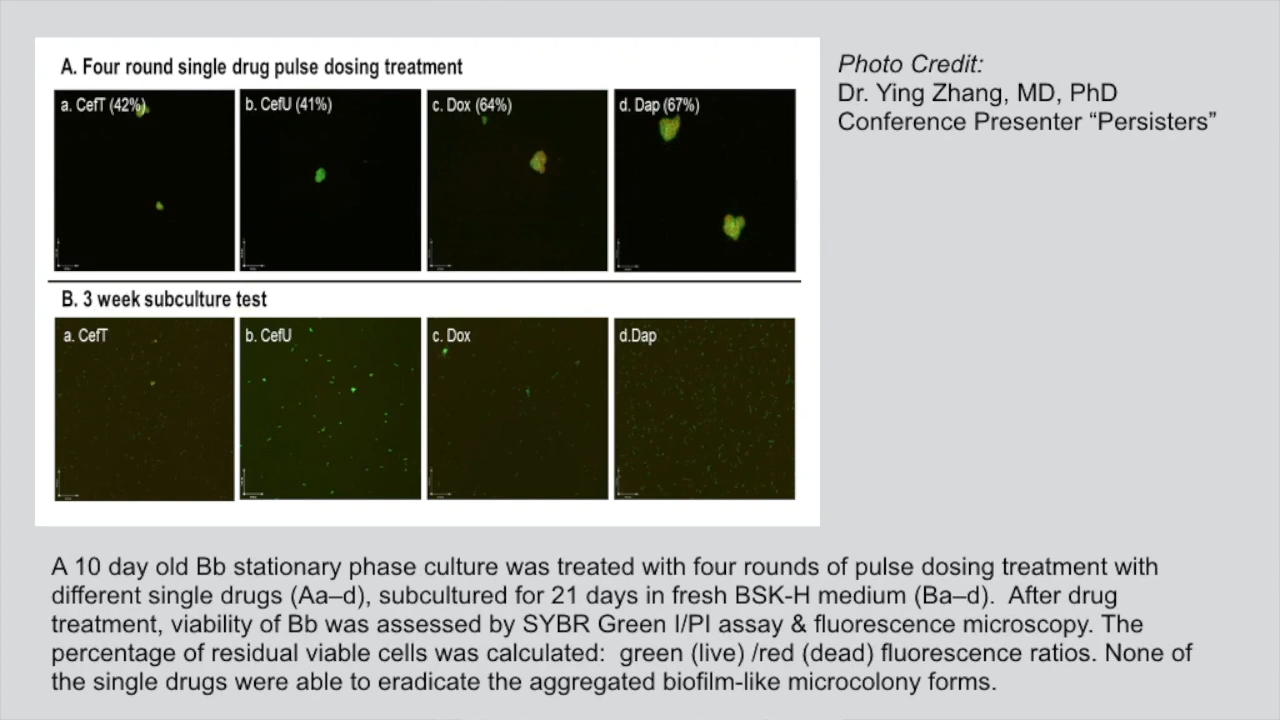 A. Four round single drug pulse dosing treatment
a. CefT (42%)
b. CefU (41%)
c. Dox (64%)
d. Dap (67%)
B. 3 week subculture test
a. CefT
b. CefU
c. Dox
d.Dap
Photo Credit:
Dr. Ying Zhang, MD, PhD
Conference Presenter “Persisters”
A 10 day old Bb stationary phase culture was treated with four rounds of pulse dosing treatment with
different single drugs (Aa–d), subcultured for 21 days in fresh BSK-H medium (Ba–d).  After drug
treatment, viability of Bb was assessed by SYBR Green I/PI assay & fluorescence microscopy. The
percentage of residual viable cells was calculated:  green (live) /red (dead) fluorescence ratios. None of
the single drugs were able to eradicate the aggregated biofilm-like microcolony forms.